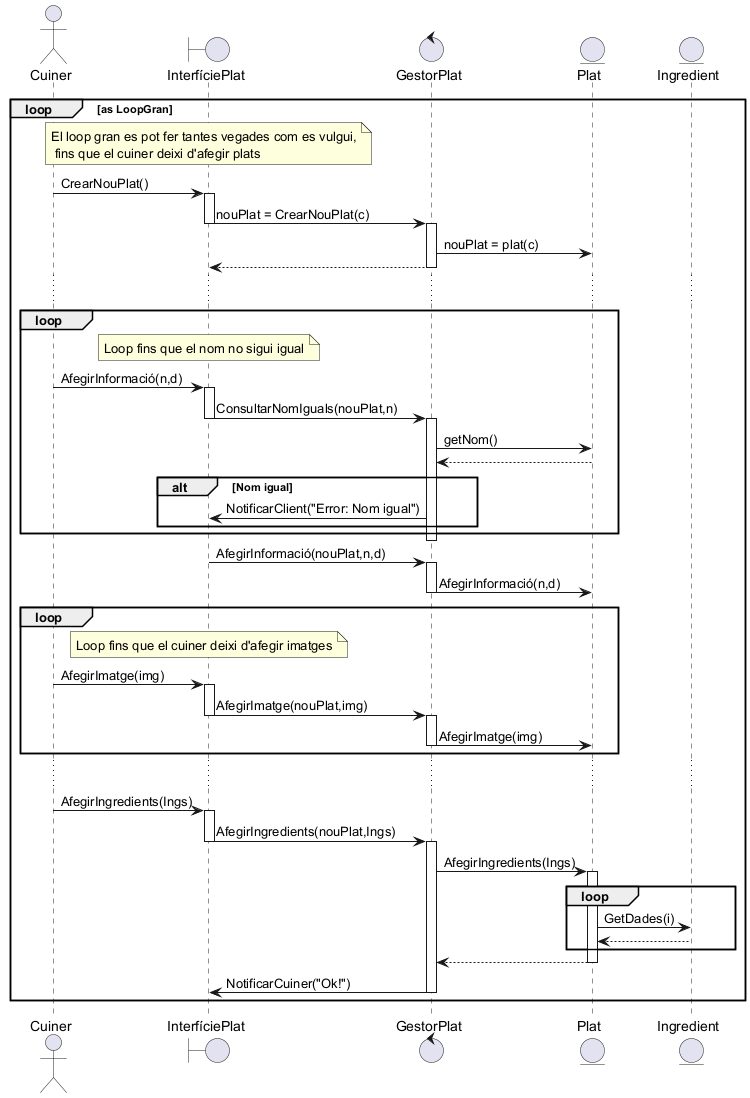 Cuiner
InterfíciePlat
GestorPlat
Plat
Ingredient
loop [as LoopGran]
El loop gran es pot fer tantes vegades com es vulgui,
fins que el cuiner deixi d'afegir plats
CrearNouPlat()
nouPlat = CrearNouPlat(c)
nouPlat = plat(c)
loop
Loop fins que el nom no sigui igual
AfegirInformació(n,d)
ConsultarNomIguals(nouPlat,n)
getNom()
alt [Nom igual]
NotificarClient("Error: Nom igual")
AfegirInformació(nouPlat,n,d)
AfegirInformació(n,d)
loop
Loop fins que el cuiner deixi d'afegir imatges
AfegirImatge(img)
AfegirImatge(nouPlat,img)
AfegirImatge(img)
AfegirIngredients(Ings)
AfegirIngredients(nouPlat,Ings)
AfegirIngredients(Ings)
loop
GetDades(i)
NotificarCuiner("Ok!")
Cuiner
InterfíciePlat
GestorPlat
Plat
Ingredient